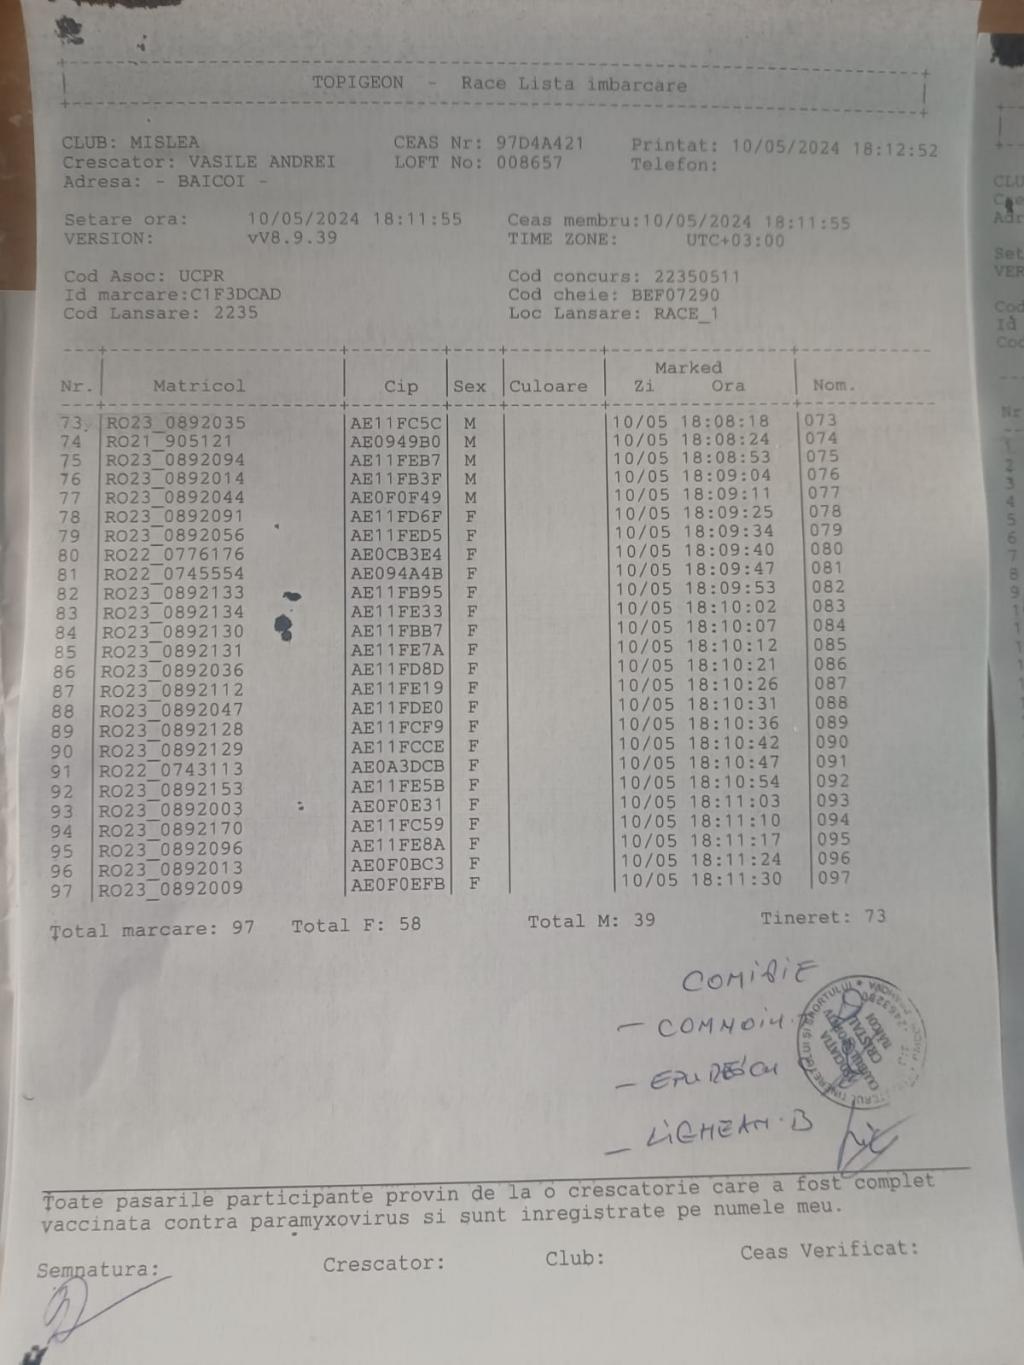 TOPIGEON - Race Lista imbarcare
CLUB: MISLEA CEAS Nr: 97D4A421 Printat: 10/05/2024 18:12:52
Crescator: VASILE ANDREI LOFT No: 008657 Telefon:
Adresa: - BAICOI -
Setare ora: 10/05/2024 18:11:55 Ceas membru:10/05/2024 18:11:55
VERSION: vV8.9.39 TIME ZONE: UTC+03:00
Cod Asoc: UCPR Cod concurs: 22350511
Id marcare:C1F3DCAD Cod cheie: BEF07290
Cod Lansare: 2235 Loc Lansare: RACE_1
Marked
Nr. Matricol Cip Sex Culoare Zi Ora Nom.
73 RO23_0892035 AE11FC5C M 10/05 18:08:18 073
74 RO21_905121 AE0949B0 M 10/05 18:08:24 074
75 RO23_0892094 AE11FEB7 M 10/05 18:08:53 075
76 RO23_0892014 AE11FB3F M 10/05 18:09:04 076
77 RO23_0892044 AE0F0F49 M 10/05 18:09:11 077
78 RO23_0892091 AE11FD6F F 10/05 18:09:25 078
79 RO23_0892056 AE11FED5 F 10/05 18:09:34 079
80 RO22_0776176 AE0CB3E4 F 10/05 18:09:40 080
81 RO22_0745554 AE094A4B F 10/05 18:09:47 081
82 RO23_0892133 AE11FB95 F 10/05 18:09:53 082
83 RO23_0892134 AE11FE33 F 10/05 18:10:02 083
84 RO23_0892130 AE11FBB7 F 10/05 18:10:07 084
85 RO23_0892131 AE11FE7A F 10/05 18:10:12 085
86 RO23_0892036 AE11FD8D F 10/05 18:10:21 086
87 RO23_0892112 AE11FE19 F 10/05 18:10:26 087
88 RO23_0892047 AE11FDE0 F 10/05 18:10:31 088
89 RO23_0892128 AE11FCF9 F 10/05 18:10:36 089
90 RO23_0892129 AE11FCCE F 10/05 18:10:42 090
91 RO22_0743113 AE0A3DCB F 10/05 18:10:47 091
92 RO23_0892153 AE11FE5B F 10/05 18:10:54 092
93 RO23_0892003 AE0F0E31 F 10/05 18:11:03 093
94 RO23_0892170 AE11FC59 F 10/05 18:11:10 094
95 RO23_0892096 AE11FE8A F 10/05 18:11:17 095
96 RO23_0892013 AE0F0BC3 F 10/05 18:11:24 096
97 RO23_0892009 AE0F0EFB F 10/05 18:11:30 097
Total marcare: 97 Total F: 58 Total M: 39 Tineret: 73
COMISIE
- EPURESCU
- LIGHEAN B
Toate pasarile participante provin de la o crescatorie care a fost complet
vaccinata contra paramyxovirus si sunt inregistrate pe numele meu.
Semnatura: Crescator: Club: Ceas Verificat: